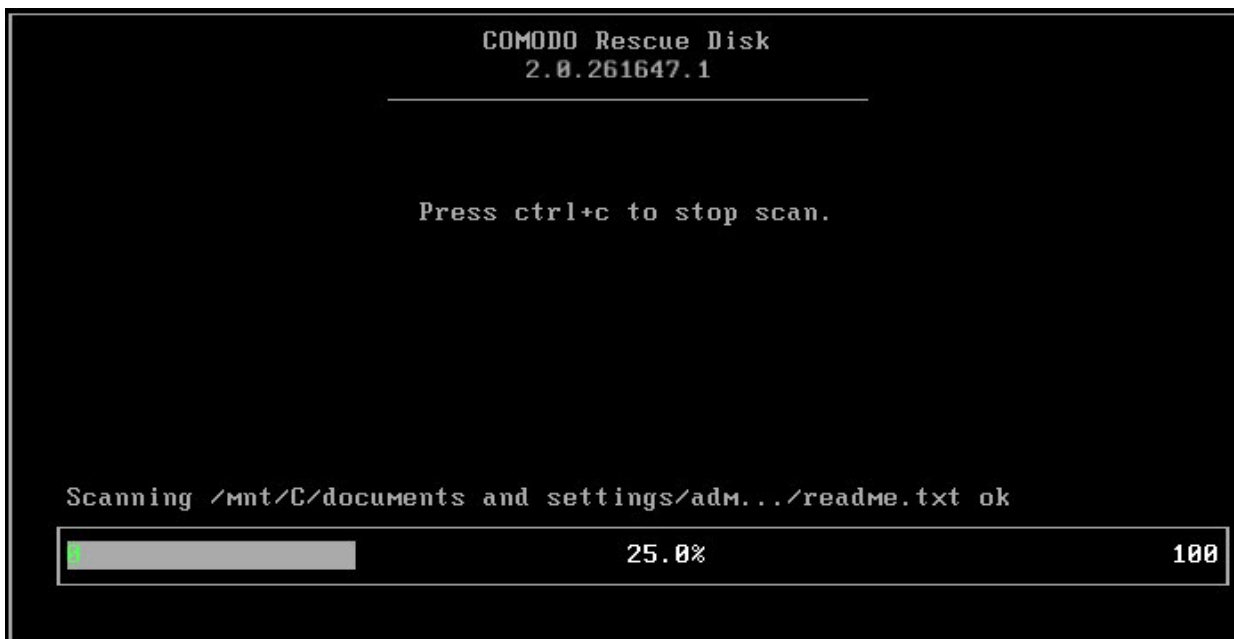 COMODO Rescue Disk
2.0.261647.1
Press ctrl+c to stop scan.
Scanning /mnt/C/documents and settings/adm.../readme.txt ok
0 25.0% 100